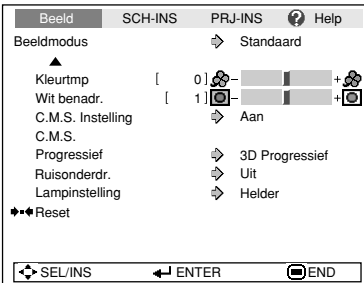 Beeld SCH-INS PRJ-INS ? Help
Beeldmodus Standaard
Kleurtmp [ 0] - +
Wit benadr. [ 1] - +
C.M.S. Instelling Aan
C.M.S.
Progressief 3D Progressief
Ruisonderdr. Uit
Lampinstelling Helder
Reset
SEL/INS ENTER END